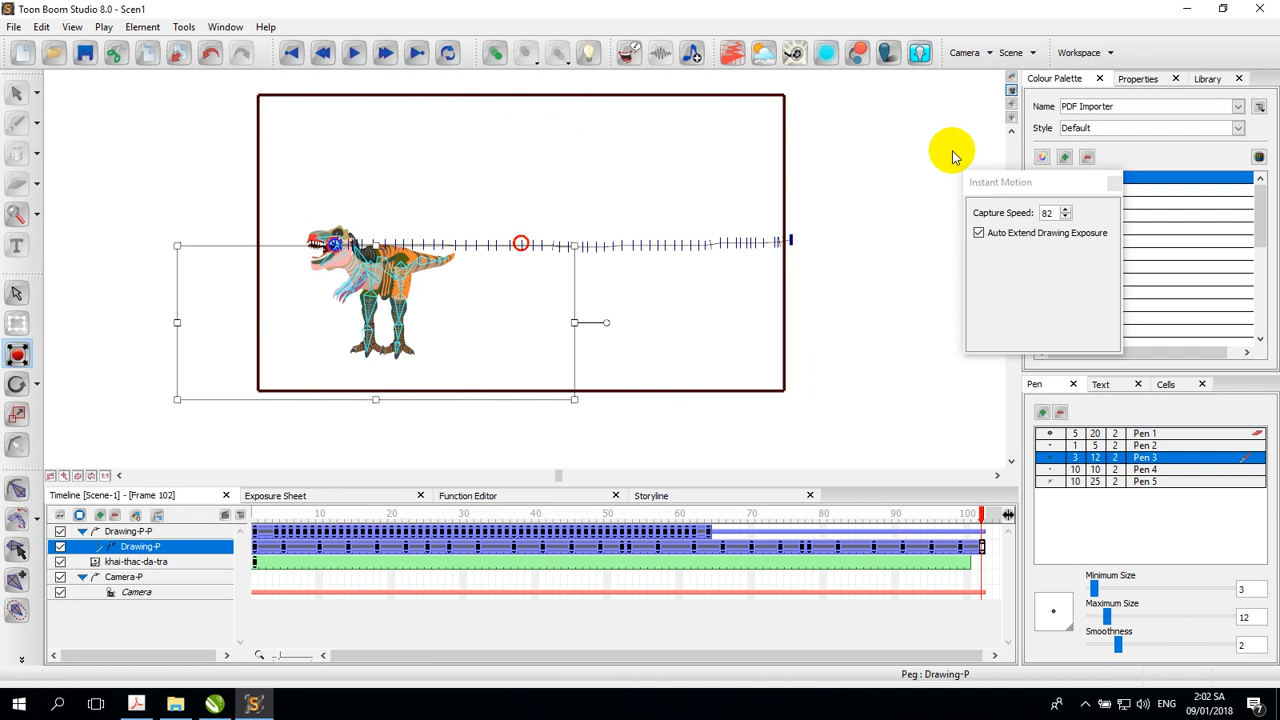 Toon Boom Studio 8.0 - Scen1
File Edit View Play Element Tools Window Help
Camera Scene Workspace
Colour Palette Properties Library
Name PDF Importer
Style Default
Instant Motion
Capture Speed: 82
Auto Extend Drawing Exposure
Pen Text Cells
5 20 2 Pen 1
1 5 2 Pen 2
3 12 2 Pen 3
10 10 2 Pen 4
10 25 2 Pen 5
Timeline [Scene-1] - [Frame 102] Exposure Sheet Function Editor Storyline
10 20 30 40 50 60 70 80 90 100
Drawing-P-P
Drawing-P
khai-thac-da-tra
Camera-P
Camera
Minimum Size
3
Maximum Size
12
Smoothness
2
Peg : Drawing-P
ENG 2:02 SA
09/01/2018
7